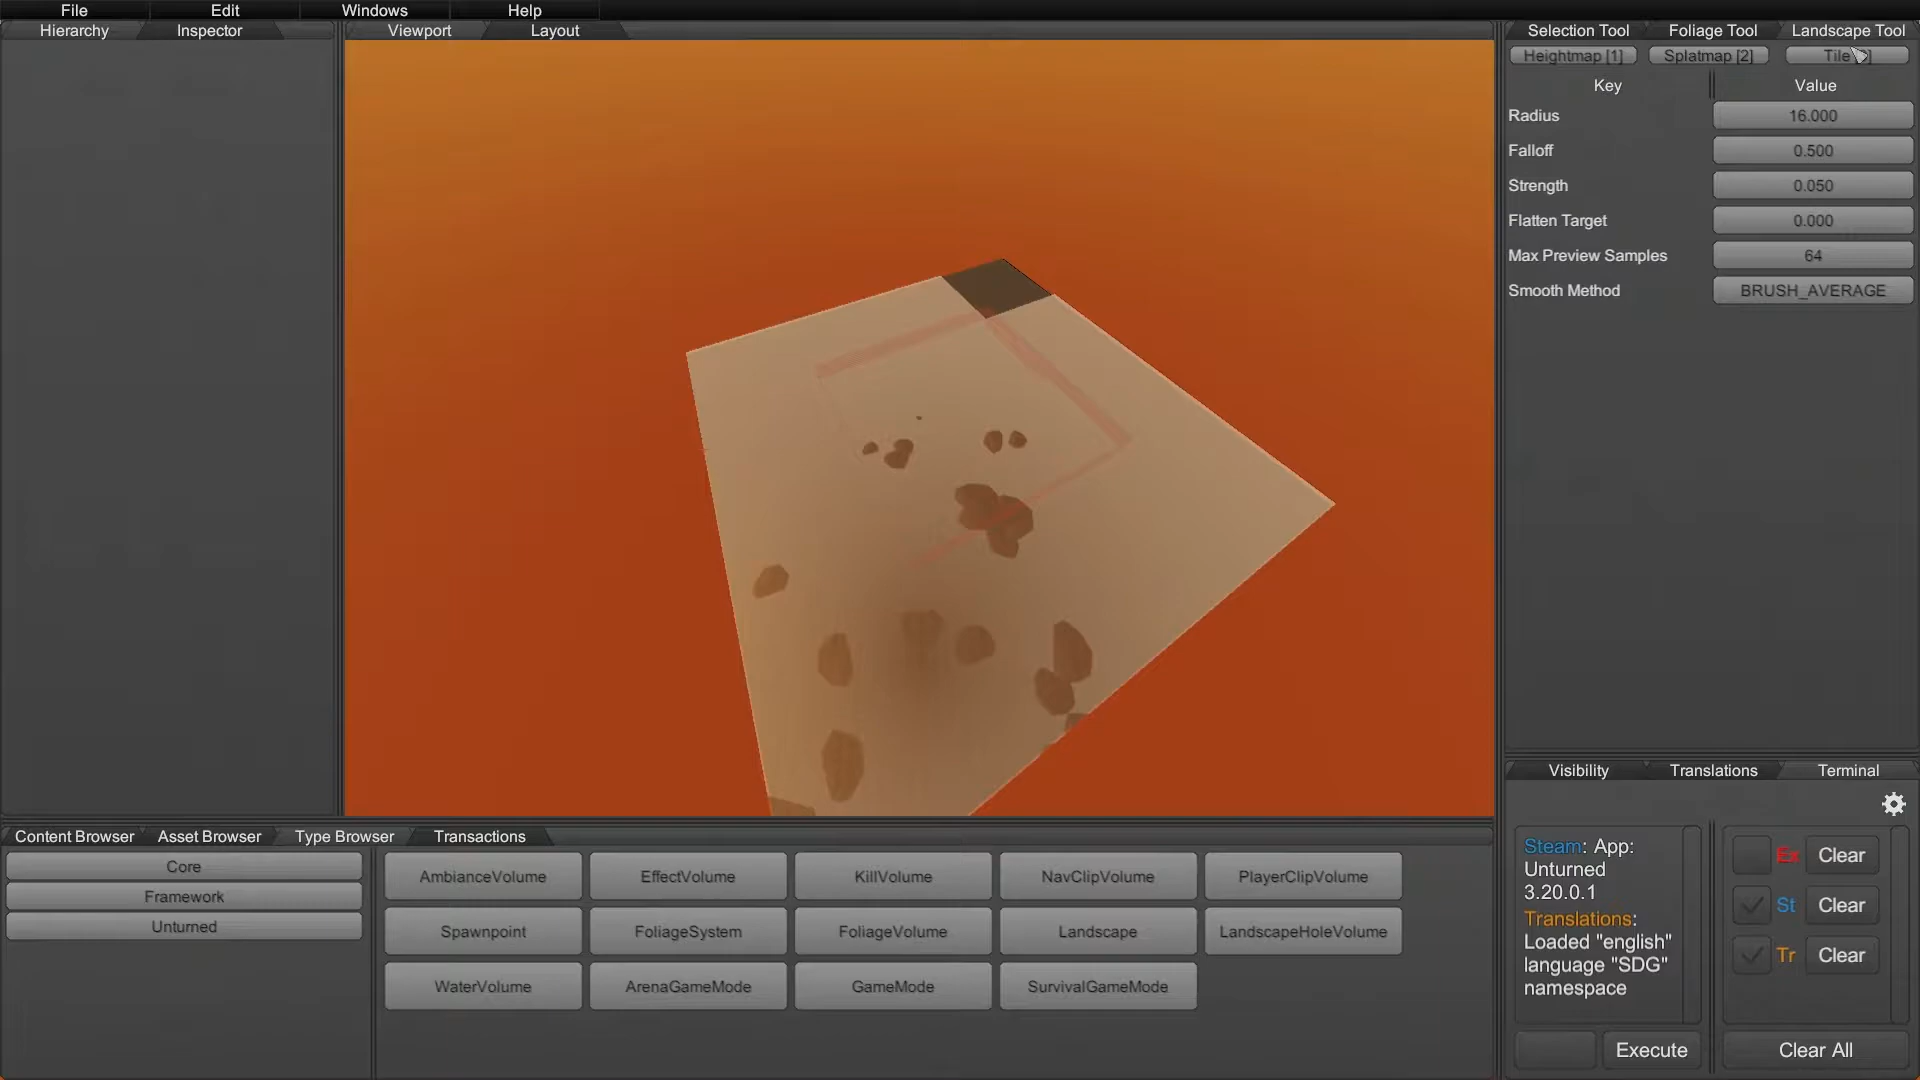 File Edit Windows Help
Hierarchy Inspector Viewport Layout Selection Tool Foliage Tool Landscape Tool
Heightmap [1] Splatmap [2] Tile
Key Value
Radius 16.000
Falloff 0.500
Strength 0.050
Flatten Target 0.000
Max Preview Samples 64
Smooth Method BRUSH_AVERAGE
Visibility Translations Terminal
Steam: App:
Unturned
3.20.0.1
Translations:
Loaded "english"
language "SDG"
namespace
Ex Clear
St Clear
Tr Clear
Execute Clear All
Content Browser Asset Browser Type Browser Transactions
Core
Framework
Unturned
AmbianceVolume EffectVolume KillVolume NavClipVolume PlayerClipVolume
Spawnpoint FoliageSystem FoliageVolume Landscape LandscapeHoleVolume
WaterVolume ArenaGameMode GameMode SurvivalGameMode